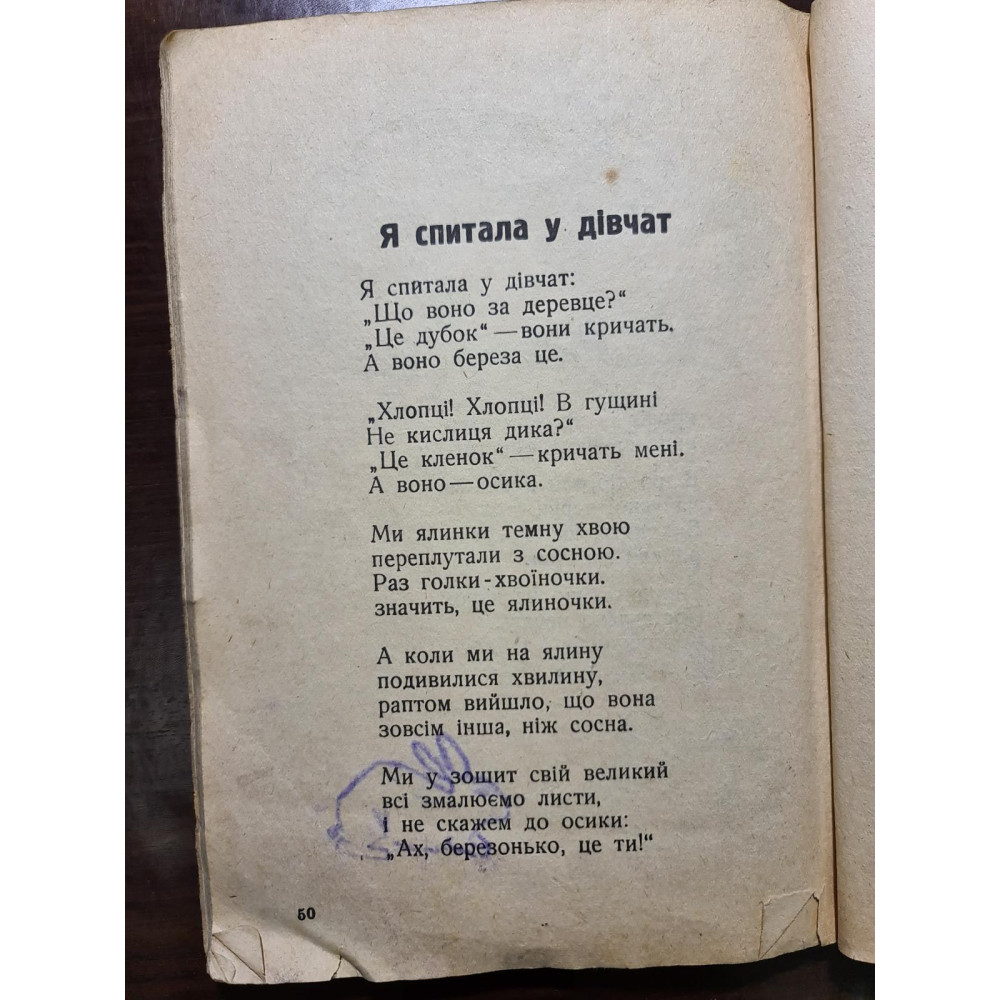 Я спитала у дівчат
Я спитала у дівчат:
„Що воно за деревце?“
„Це дубок“ — вони кричать.
А воно береза це.
„Хлопці! Хлопці! В гущині
Не кислиця дика?“
„Це кленок“ — кричать мені.
А воно — осика.
Ми ялинки темну хвою
переплутали з сосною.
Раз голки-хвоїночки.
значить, це ялиночки.
А коли ми на ялину
подивилися хвилину,
раптом вийшло, що вона
зовсім інша, ніж сосна.
Ми у зошит свій великий
всі змалюємо листи,
і не скажем до осики:
„Ах, березонько, це ти!“
50